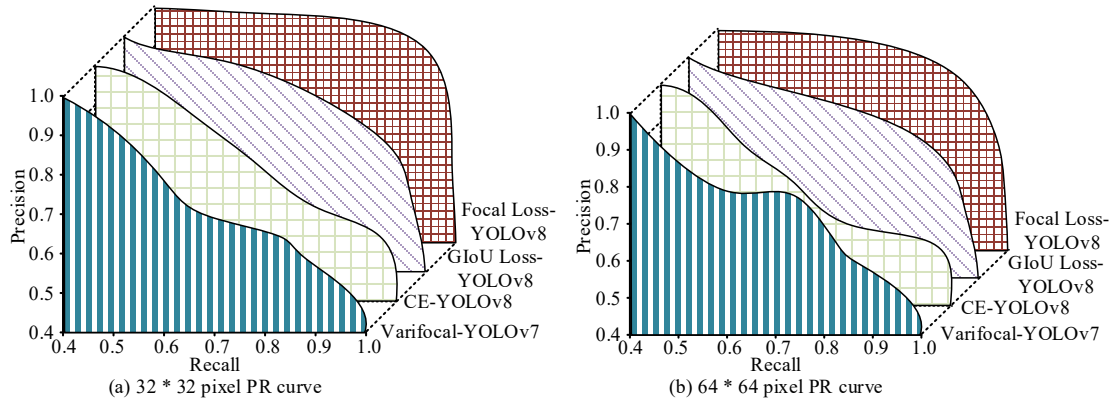 1.0
0.9
0.8
0.7
0.6
0.5
0.4
Precision
0.4 0.5 0.6 0.7 0.8 0.9 1.0
Recall
Focal Loss-
YOLOv8
GIoU Loss-
YOLOv8
CE-YOLOv8
Varifocal-YOLOv7
(a) 32 * 32 pixel PR curve
1.0
0.9
0.8
0.7
0.6
0.5
0.4
Precision
0.4 0.5 0.6 0.7 0.8 0.9 1.0
Recall
Focal Loss-
YOLOv8
GIoU Loss-
YOLOv8
CE-YOLOv8
Varifocal-YOLOv7
(b) 64 * 64 pixel PR curve